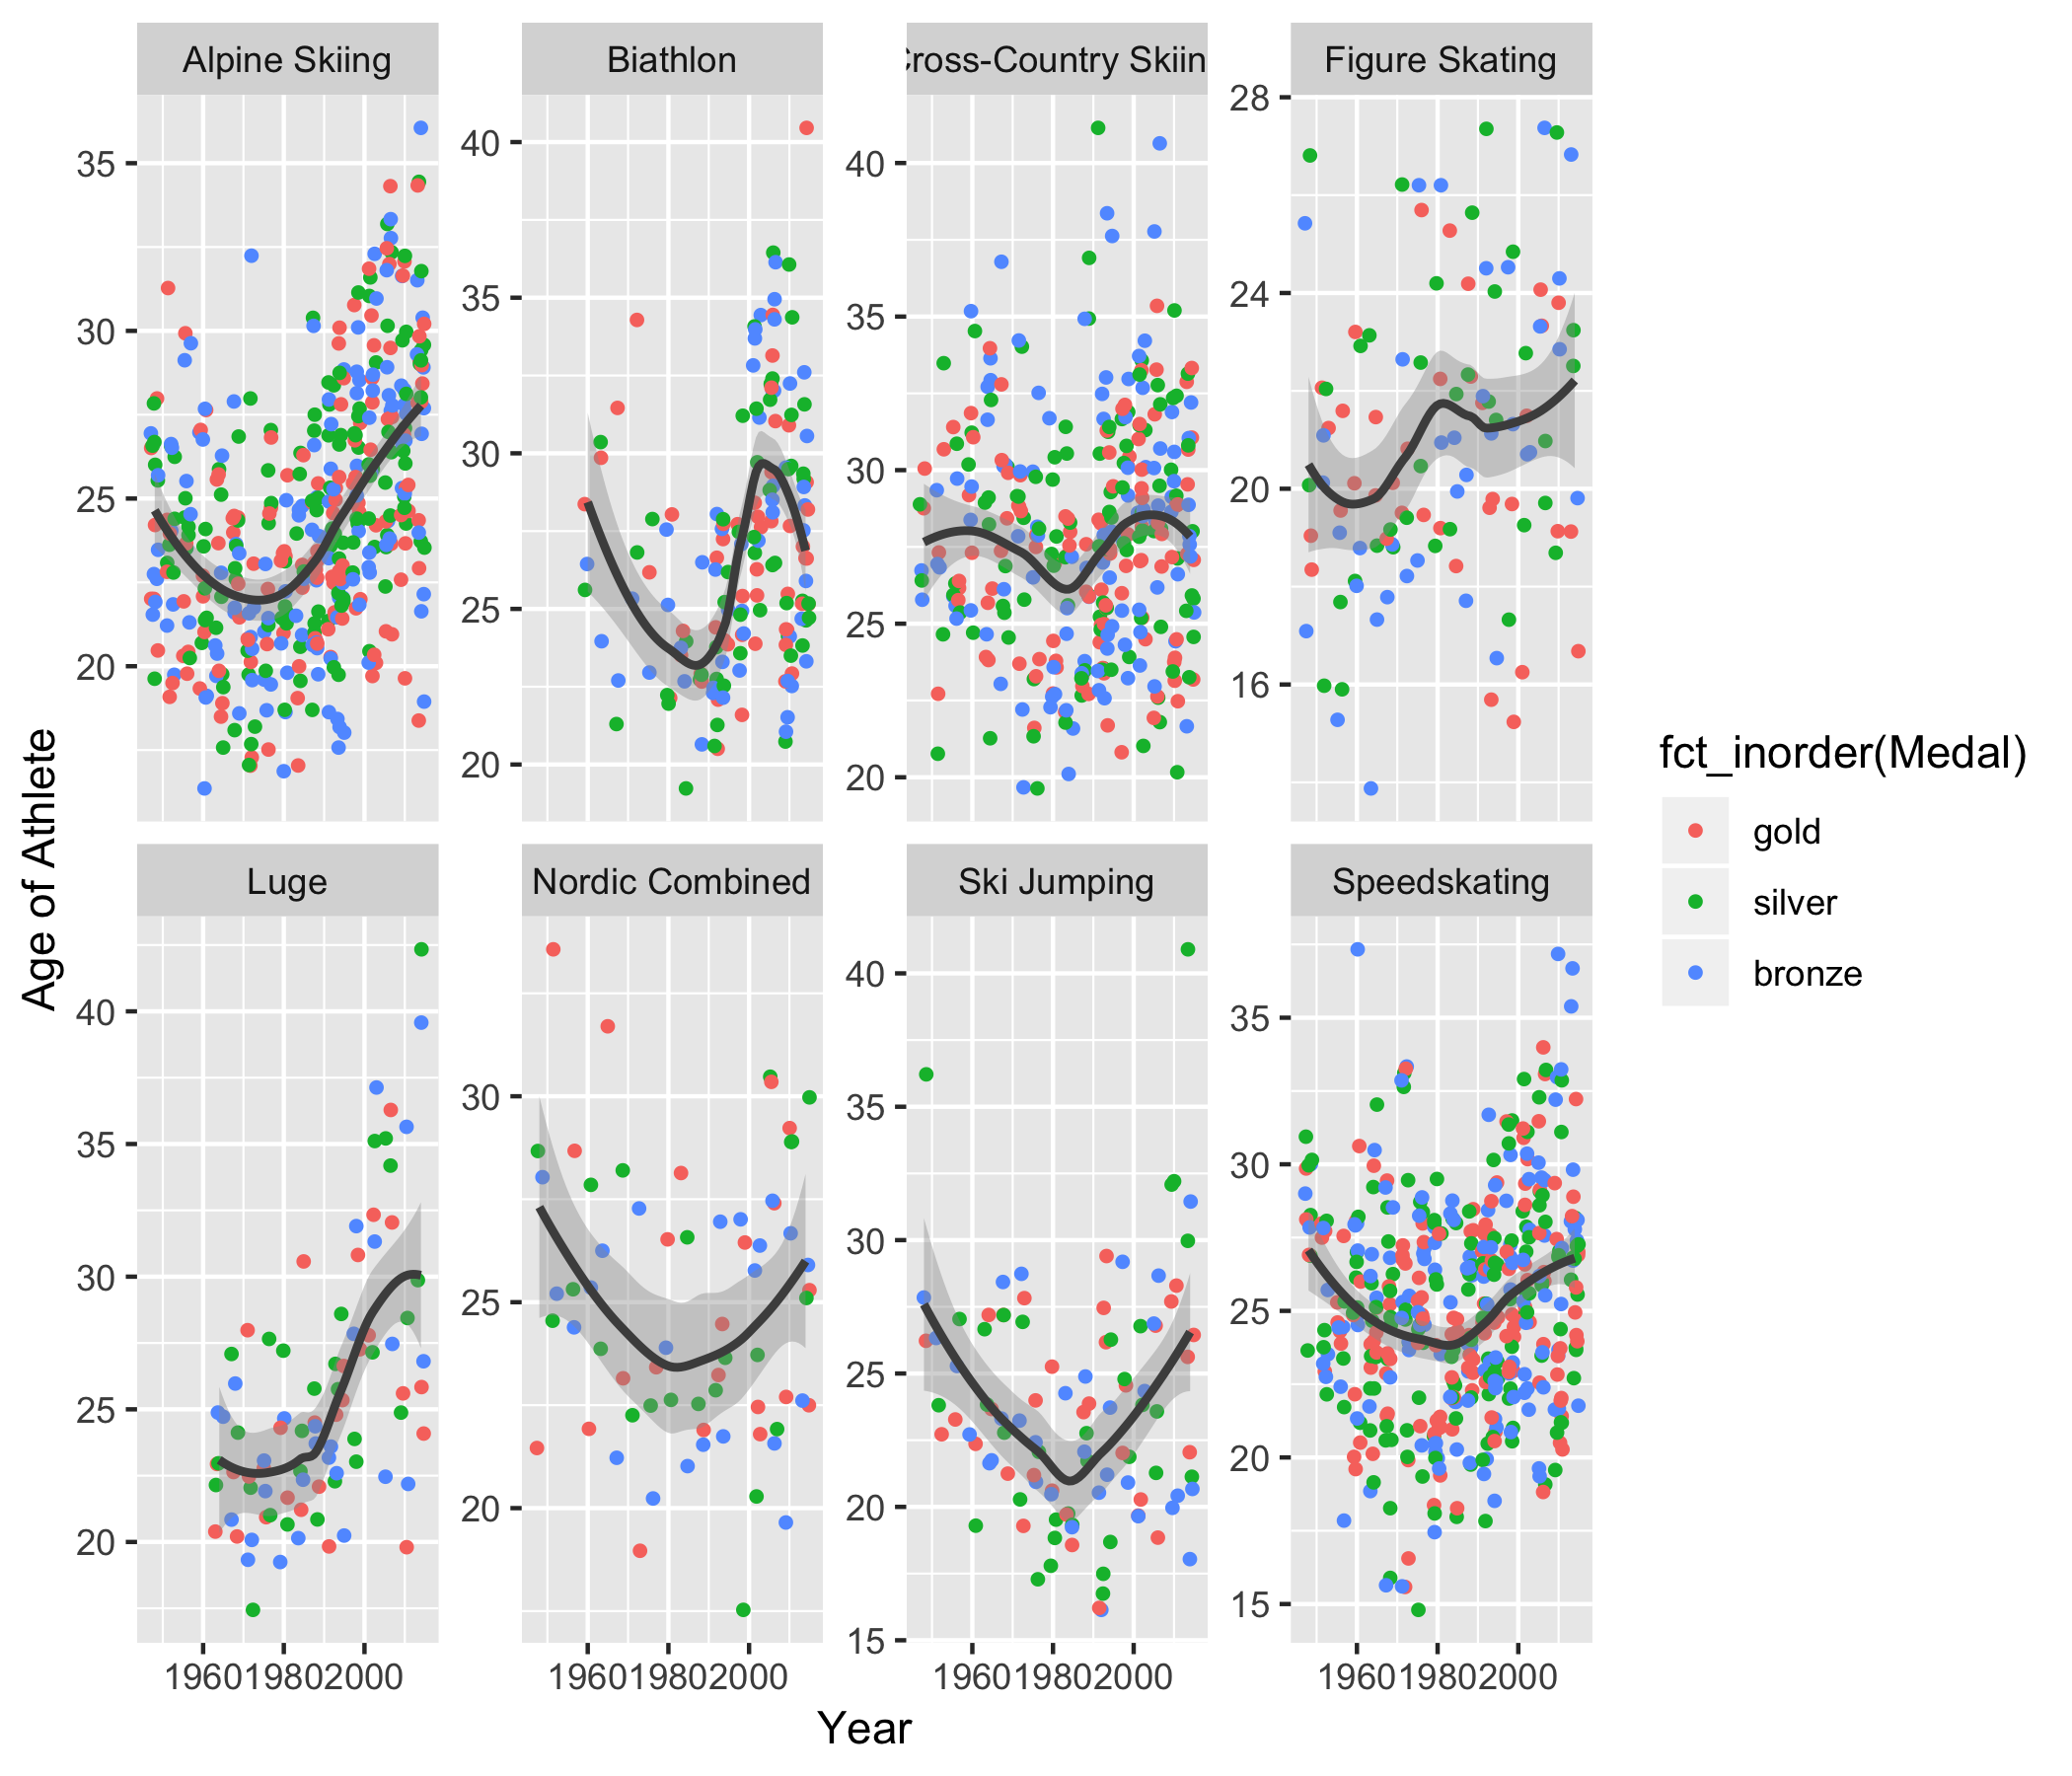 Alpine Skiing
Biathlon
Cross-Country Skiin
Figure Skating
35
30
25
20
40
35
30
25
20
40
35
30
25
20
28
24
20
16
Age of Athlete
Luge
Nordic Combined
Ski Jumping
Speedskating
40
35
30
25
20
30
25
20
40
35
30
25
20
15
35
30
25
20
15
1960 1980 2000
1960 1980 2000
1960 1980 2000
1960 1980 2000
Year
fct_inorder(Medal)
gold
silver
bronze